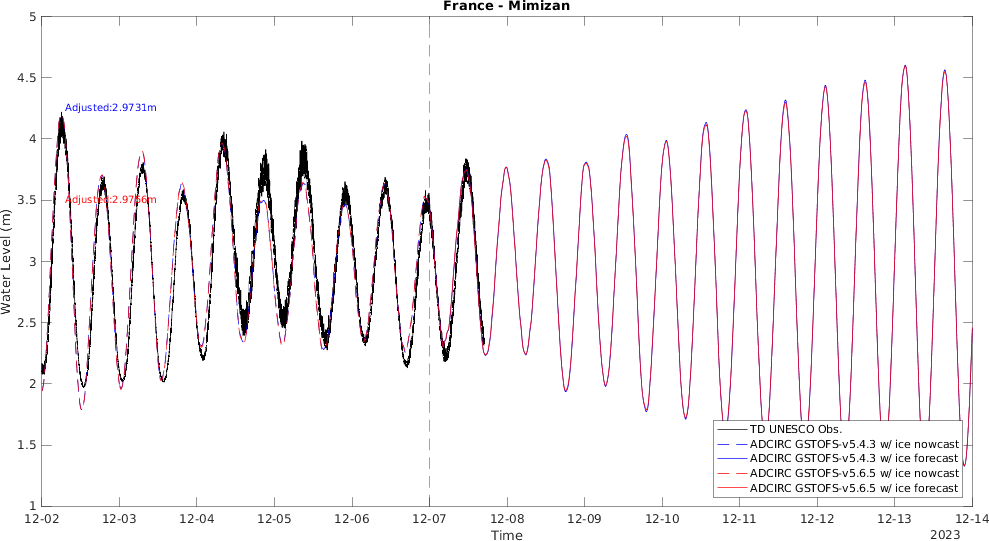 France - Mimizan
Water Level (m)
5
4.5
4
3.5
3
2.5
2
1.5
1
Adjusted:2.9731m
TD UNESCO Obs.
ADCIRC GSTOFS-v5.4.3 w/ ice nowcast
ADCIRC GSTOFS-v5.4.3 w/ ice forecast
ADCIRC GSTOFS-v5.6.5 w/ ice nowcast
ADCIRC GSTOFS-v5.6.5 w/ ice forecast
12-02 12-03 12-04 12-05 12-06 12-07 12-08 12-09 12-10 12-11 12-12 12-13 12-14
Time
2023